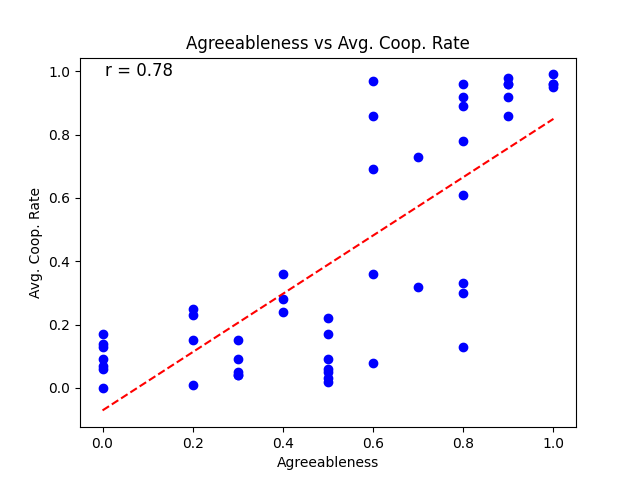 Agreeableness vs Avg. Coop. Rate
r = 0.78
1.0
0.8
0.6
0.4
0.2
0.0
Avg. Coop. Rate
0.0 0.2 0.4 0.6 0.8 1.0
Agreeableness